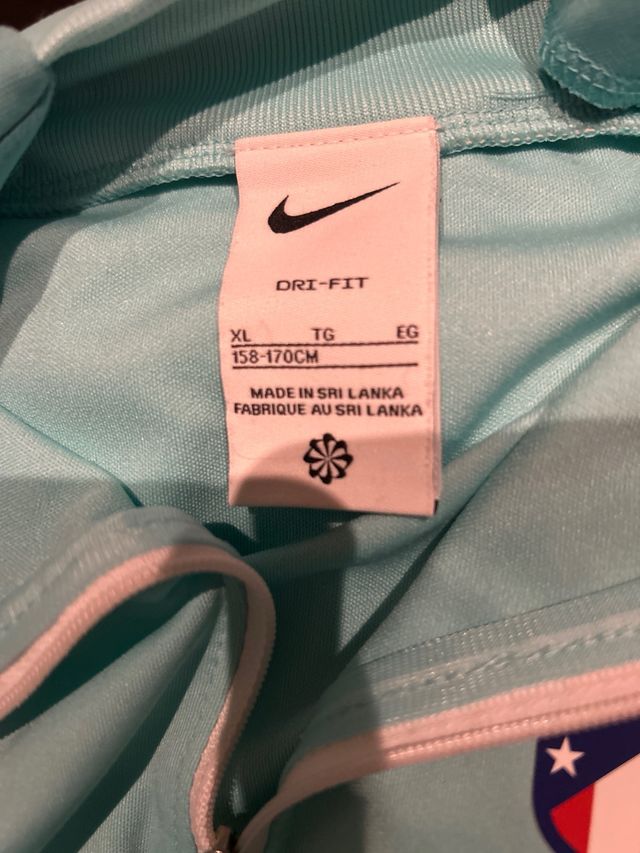 DRI-FIT
XL TG EG
158-170CM
MADE IN SRI LANKA
FABRIQUE AU SRI LANKA